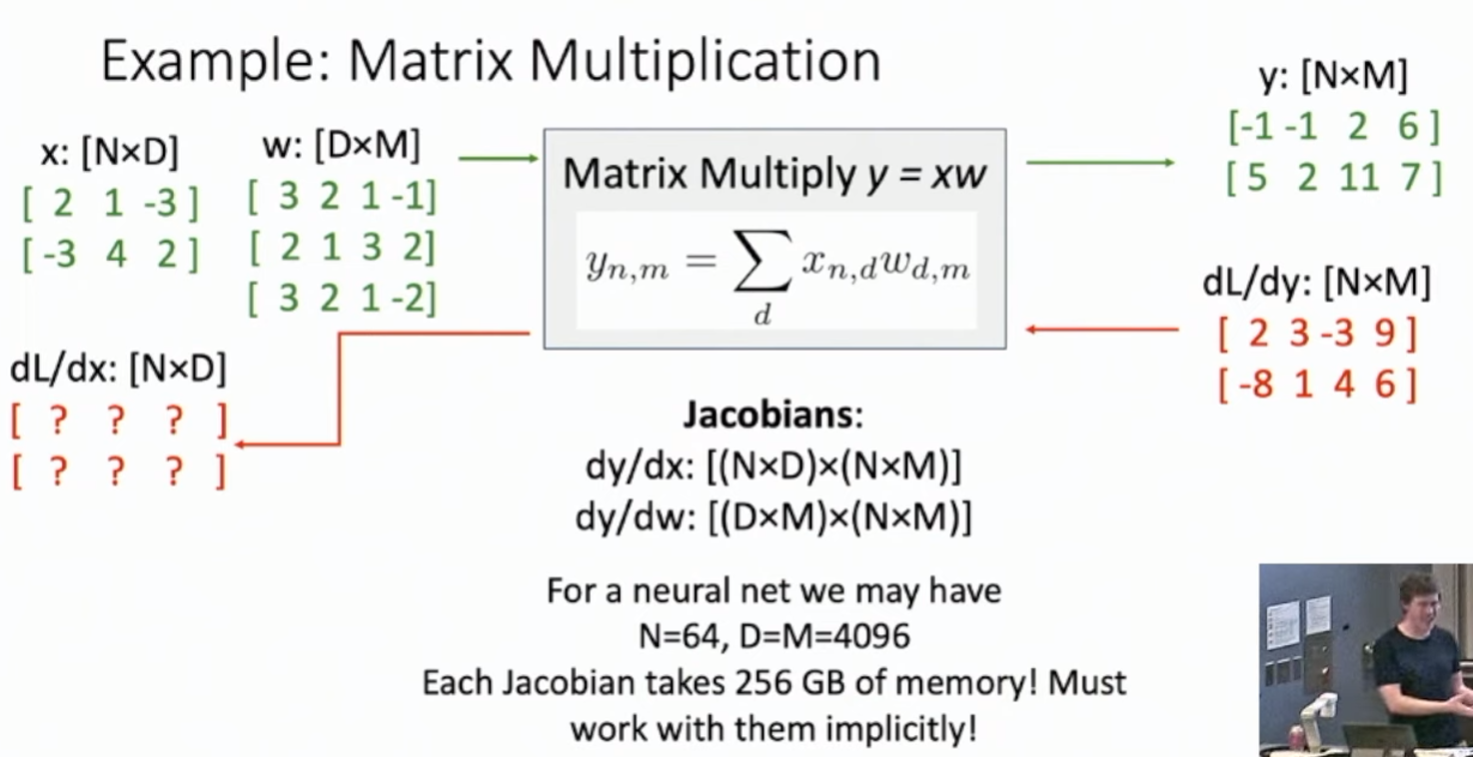 Example: Matrix Multiplication
x: [N×D]
[ 2 1 -3 ]
[ -3 4 2 ]
w: [D×M]
[ 3 2 1 -1]
[ 2 1 3 2]
[ 3 2 1 -2]
Matrix Multiply y = xw
y_{n,m} = \sum_{d} x_{n,d} w_{d,m}
y: [N×M]
[-1 -1 2 6 ]
[ 5 2 11 7 ]
dL/dy: [N×M]
[ 2 3 -3 9 ]
[ -8 1 4 6 ]
dL/dx: [N×D]
[ ? ? ? ]
[ ? ? ? ]
Jacobians:
dy/dx: [(N×D)×(N×M)]
dy/dw: [(D×M)×(N×M)]
For a neural net we may have
N=64, D=M=4096
Each Jacobian takes 256 GB of memory! Must
work with them implicitly!